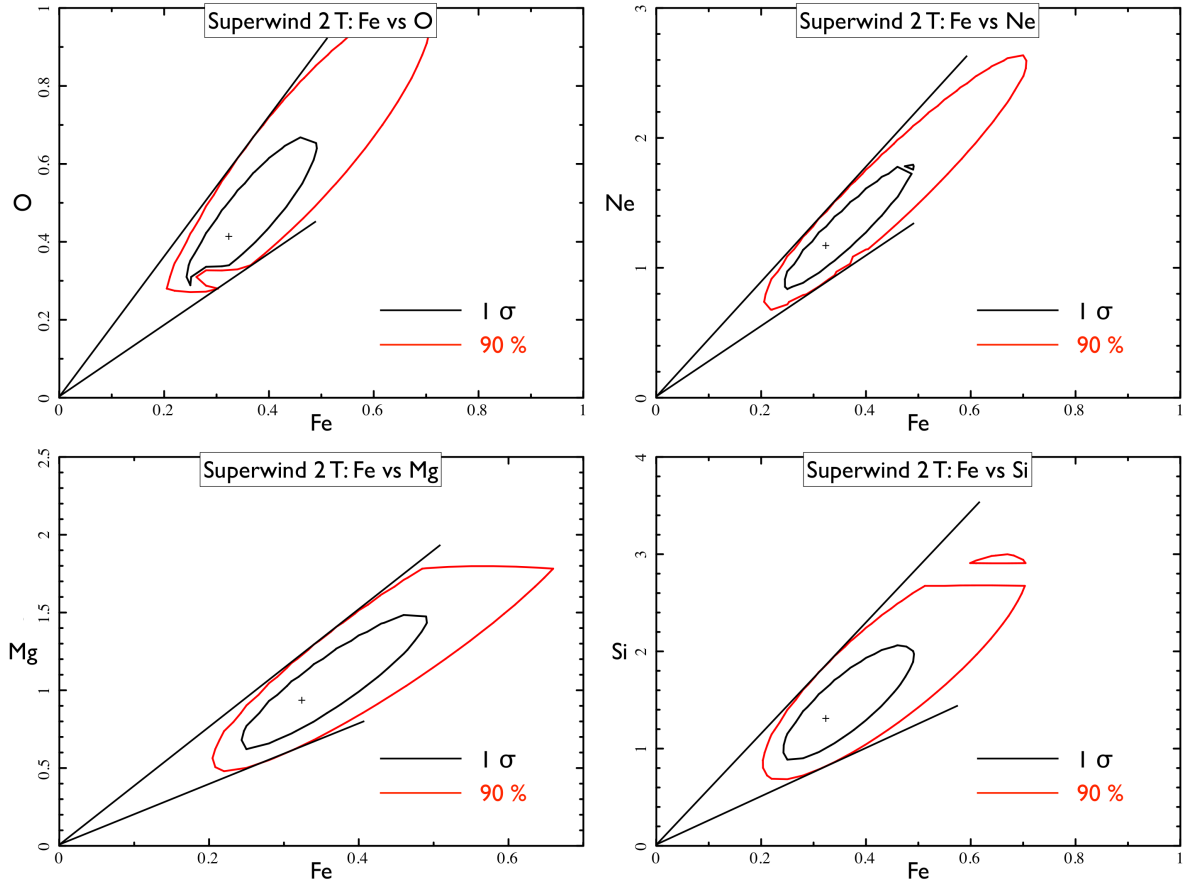 Superwind 2 T: Fe vs O
1
0.8
0.6
0.4
0.2
0
O
0
0.2
0.4
0.6
0.8
1
Fe
1 σ
90 %
Superwind 2 T: Fe vs Ne
3
2
1
0
Ne
0
0.2
0.4
0.6
0.8
1
Fe
1 σ
90 %
Superwind 2 T: Fe vs Mg
2.5
2
1.5
1
0.5
0
Mg
0
0.2
0.4
0.6
Fe
1 σ
90 %
Superwind 2 T: Fe vs Si
4
3
2
1
0
Si
0
0.2
0.4
0.6
0.8
1
Fe
1 σ
90 %